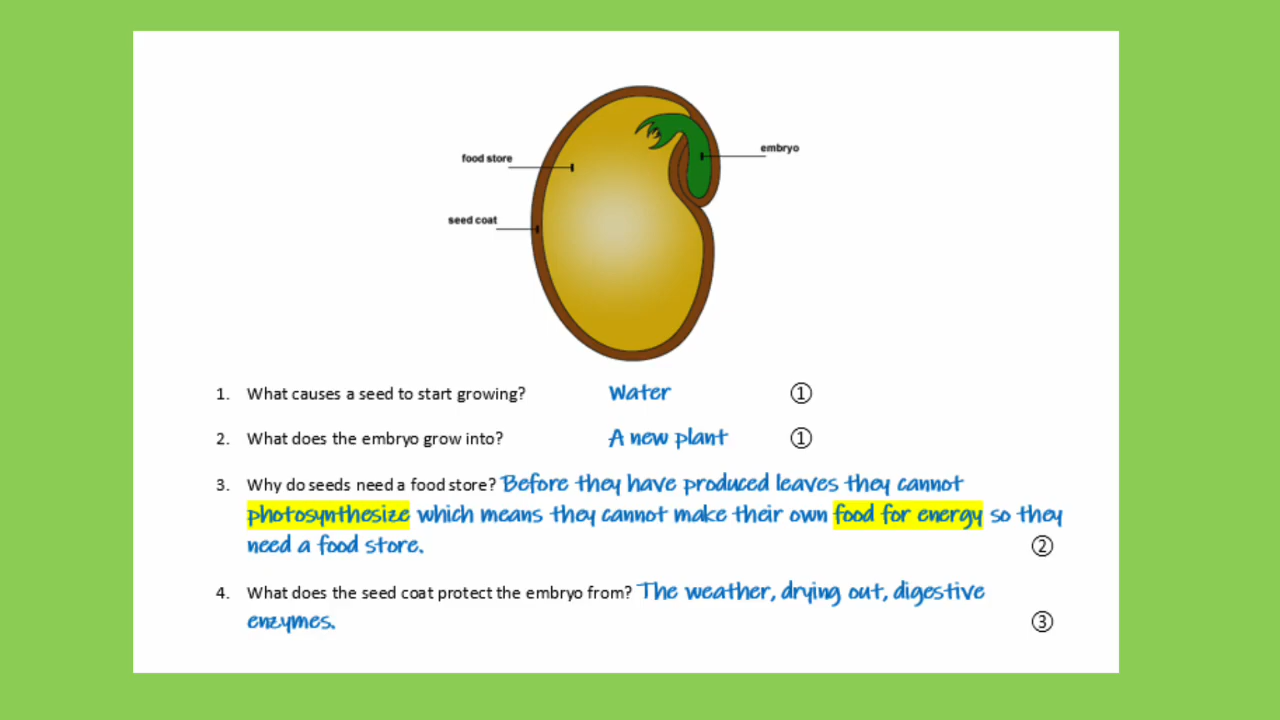 food store
embryo
seed coat
1. What causes a seed to start growing? Water ①
2. What does the embryo grow into? A new plant ①
3. Why do seeds need a food store? Before they have produced leaves they cannot
photosynthesize which means they cannot make their own food for energy so they
need a food store. ②
4. What does the seed coat protect the embryo from? The weather, drying out, digestive
enzymes. ③